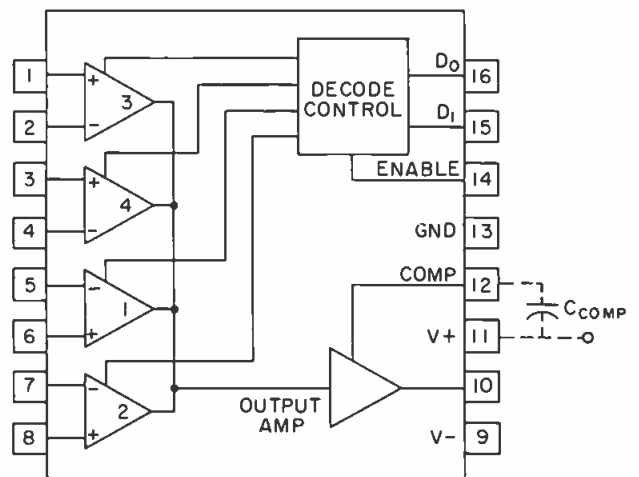 1
+
3
2
−
3
+
4
4
−
5
−
1
6
+
7
−
2
8
+
DECODE
CONTROL
D₀
16
D₁
15
ENABLE
14
GND
13
COMP
12
C_COMP
V+
11
OUTPUT
AMP
10
V−
9